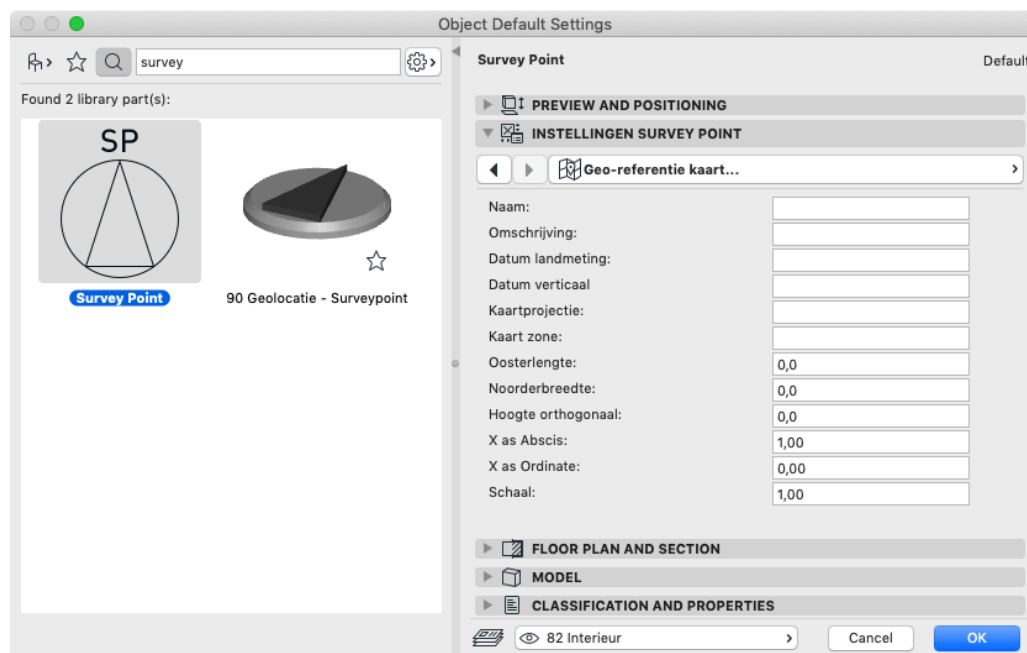 Object Default Settings
survey
Found 2 library part(s):
SP
Survey Point
90 Geolocatie - Surveypoint
Survey Point
Default
PREVIEW AND POSITIONING
INSTELLINGEN SURVEY POINT
Geo-referentie kaart...
Naam:
Omschrijving:
Datum landmeting:
Datum verticaal
Kaartprojectie:
Kaart zone:
Oosterlengte: 0,0
Noorderbreedte: 0,0
Hoogte orthogonaal: 0,0
X as Abscis: 1,00
X as Ordinate: 0,00
Schaal: 1,00
FLOOR PLAN AND SECTION
MODEL
CLASSIFICATION AND PROPERTIES
82 Interieur
Cancel
OK